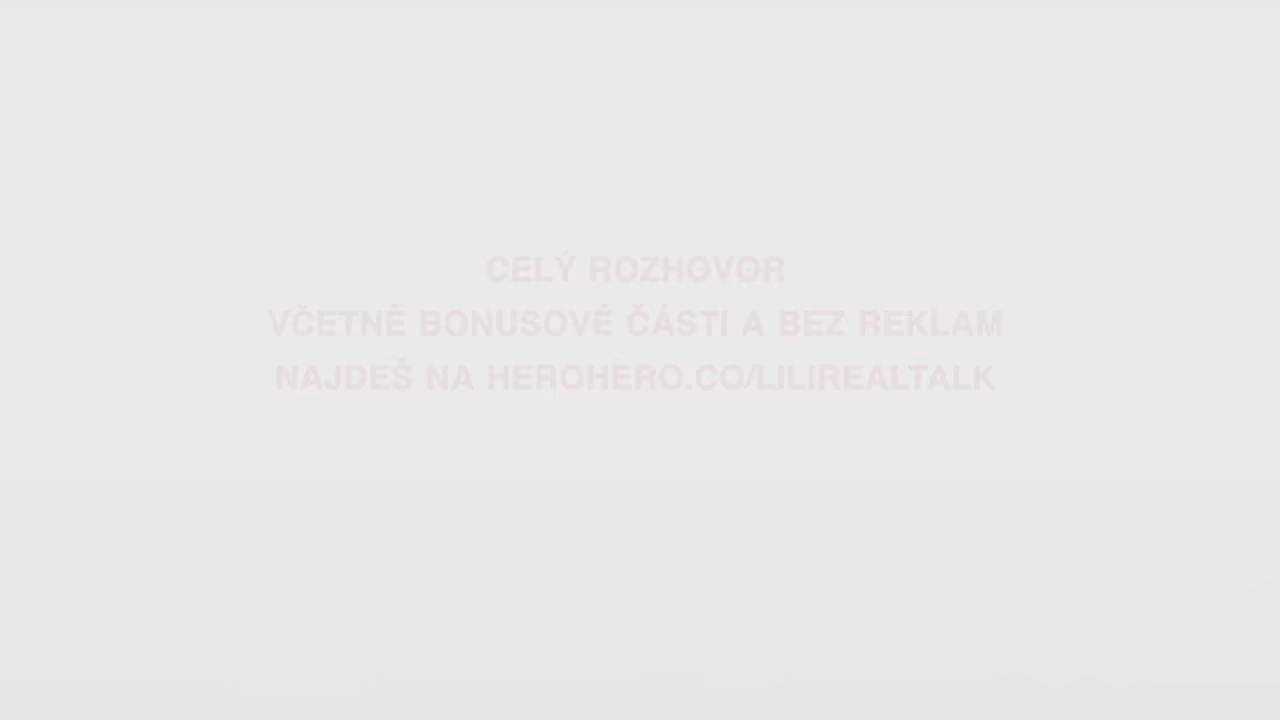 CELÝ ROZHOVOR
VČETNĚ BONUSOVÉ ČÁSTI A BEZ REKLAM
NAJDEŠ NA HEROHERO.CO/LILIREALTALK